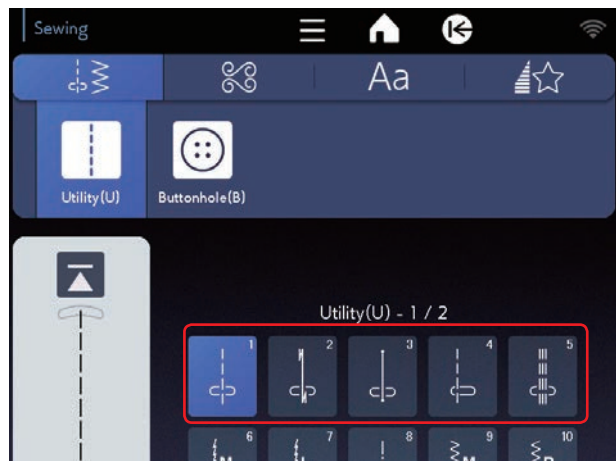 Sewing
Aa
Utility(U) Buttonhole(B)
Utility(U) - 1 / 2
1 2 3 4 5
6 7 8 9 10
M L M R